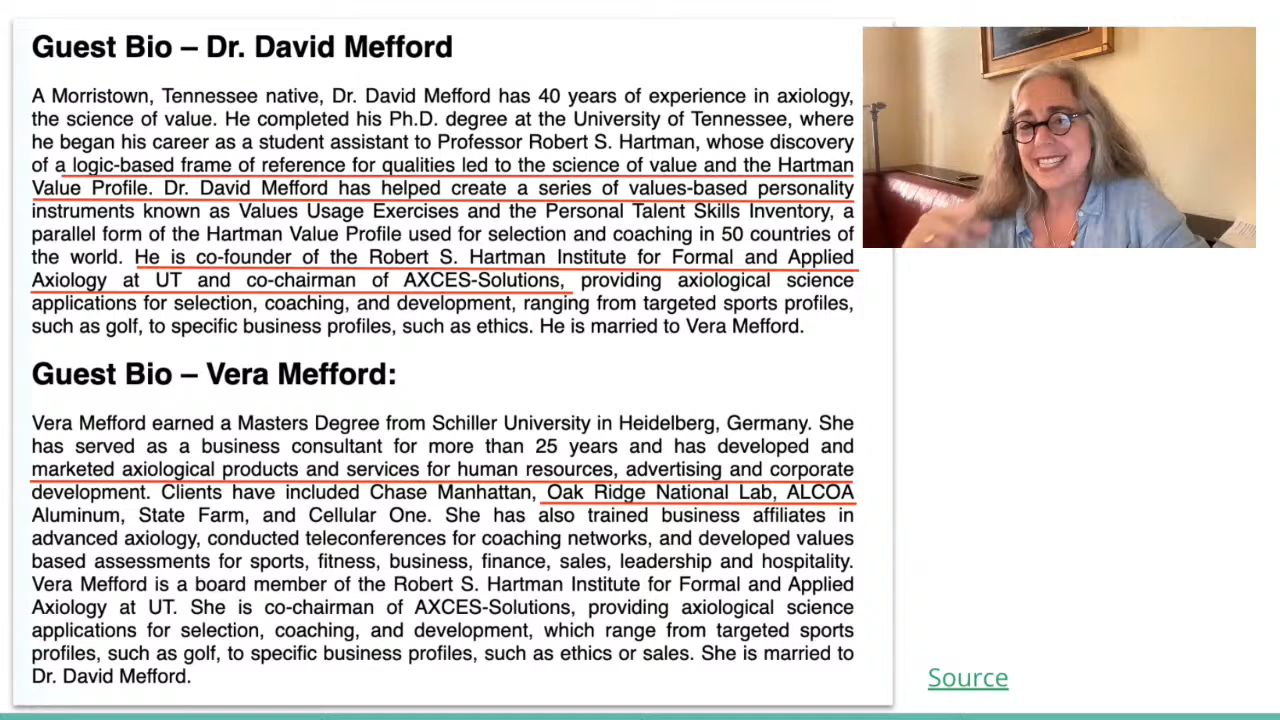 Guest Bio – Dr. David Mefford
A Morristown, Tennessee native, Dr. David Mefford has 40 years of experience in axiology,
the science of value. He completed his Ph.D. degree at the University of Tennessee, where
he began his career as a student assistant to Professor Robert S. Hartman, whose discovery
of a logic-based frame of reference for qualities led to the science of value and the Hartman
Value Profile. Dr. David Mefford has helped create a series of values-based personality
instruments known as Values Usage Exercises and the Personal Talent Skills Inventory, a
parallel form of the Hartman Value Profile used for selection and coaching in 50 countries of
the world. He is co-founder of the Robert S. Hartman Institute for Formal and Applied
Axiology at UT and co-chairman of AXCES-Solutions, providing axiological science
applications for selection, coaching, and development, ranging from targeted sports profiles,
such as golf, to specific business profiles, such as ethics. He is married to Vera Mefford.
Guest Bio – Vera Mefford:
Vera Mefford earned a Masters Degree from Schiller University in Heidelberg, Germany. She
has served as a business consultant for more than 25 years and has developed and
marketed axiological products and services for human resources, advertising and corporate
development. Clients have included Chase Manhattan, Oak Ridge National Lab, ALCOA
Aluminum, State Farm, and Cellular One. She has also trained business affiliates in
advanced axiology, conducted teleconferences for coaching networks, and developed values
based assessments for sports, fitness, business, finance, sales, leadership and hospitality.
Vera Mefford is a board member of the Robert S. Hartman Institute for Formal and Applied
Axiology at UT. She is co-chairman of AXCES-Solutions, providing axiological science
applications for selection, coaching, and development, which range from targeted sports
profiles, such as golf, to specific business profiles, such as ethics or sales. She is married to
Dr. David Mefford.
Source